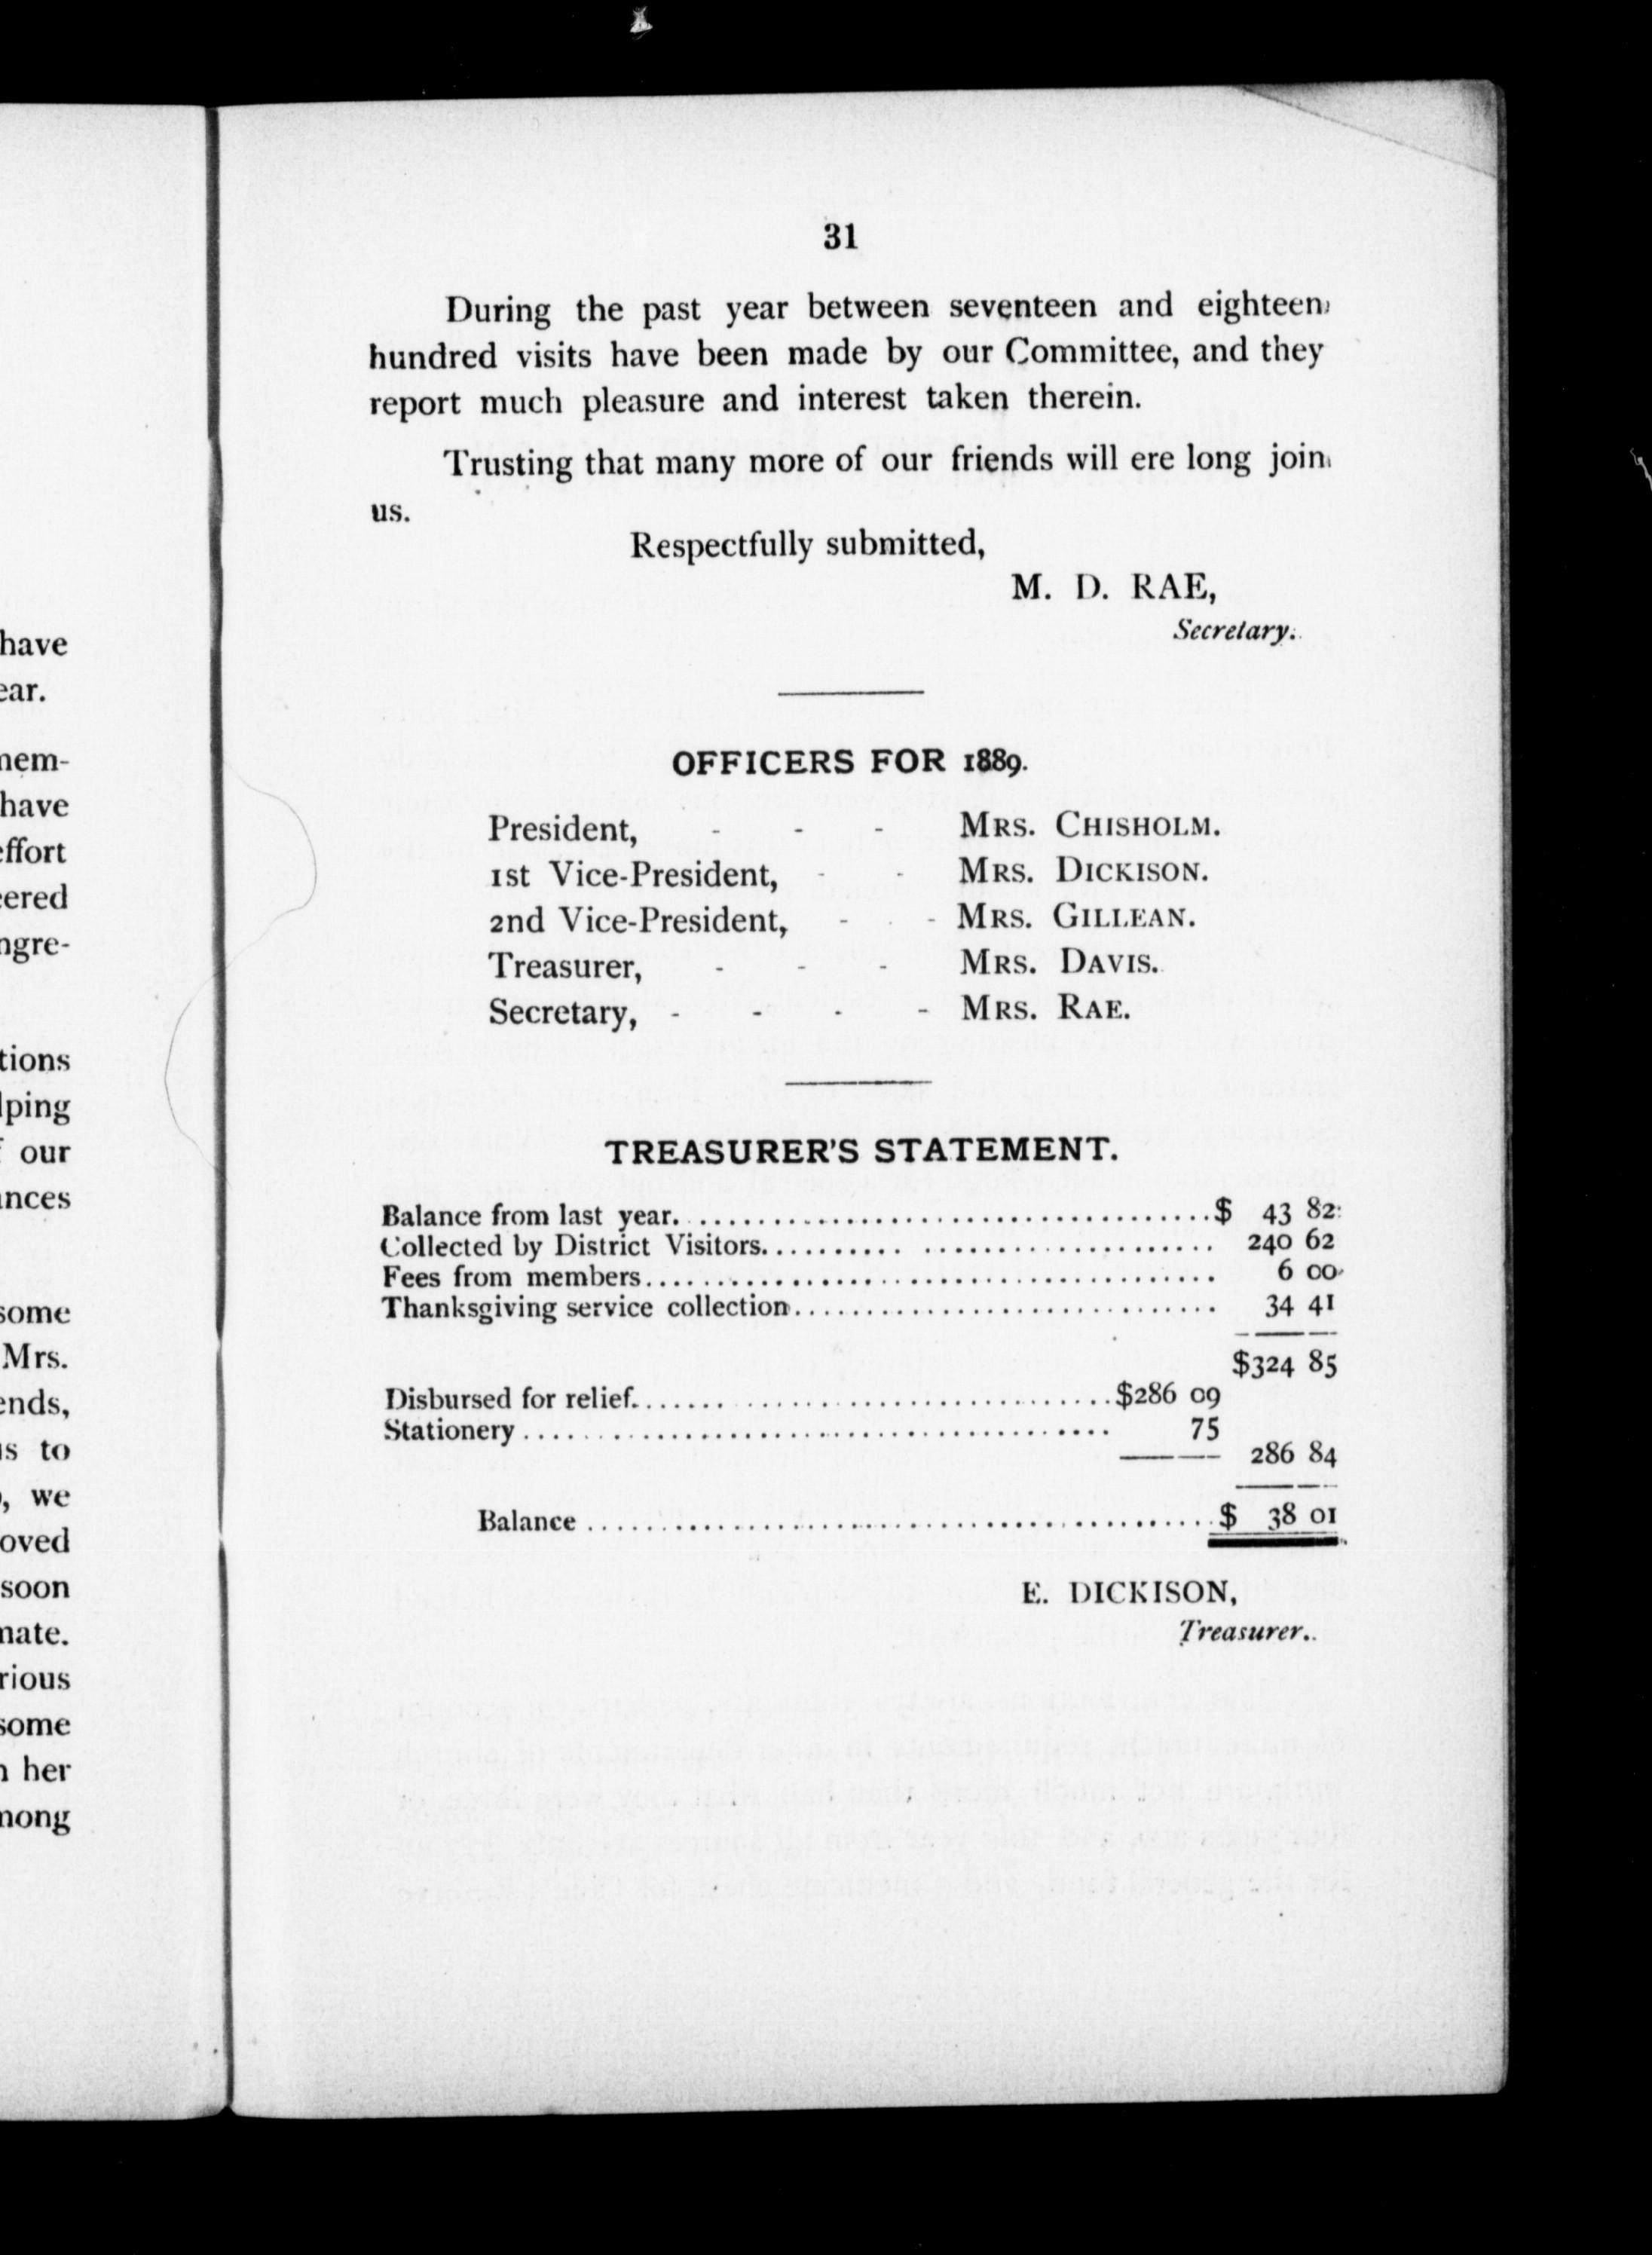 have
ear.
mem-
have
effort
eered
ngre-
tions
lping
f our
ances
some
Mrs.
ends,
us to
, we
oved
soon
mate.
rious
some
n her
mong
31
During the past year between seventeen and eighteen
hundred visits have been made by our Committee, and they
report much pleasure and interest taken therein.
Trusting that many more of our friends will ere long join
us.
Respectfully submitted,
M. D. RAE,
Secretary.
OFFICERS FOR 1889.
President, - - - MRS. CHISHOLM.
1st Vice-President, - - MRS. DICKISON.
2nd Vice-President, - - - MRS. GILLEAN.
Treasurer, - - - MRS. DAVIS.
Secretary, - - - - MRS. RAE.
TREASURER'S STATEMENT.
Balance from last year........................................$ 43 82
Collected by District Visitors.......... .................... 240 62
Fees from members....................................... 6 00
Thanksgiving service collection............................. 34 41
$324 85
Disbursed for relief....... .........................$286 09
Stationery......................................... 75
286 84
Balance ...........................................$ 38 01
E. DICKISON,
Treasurer.